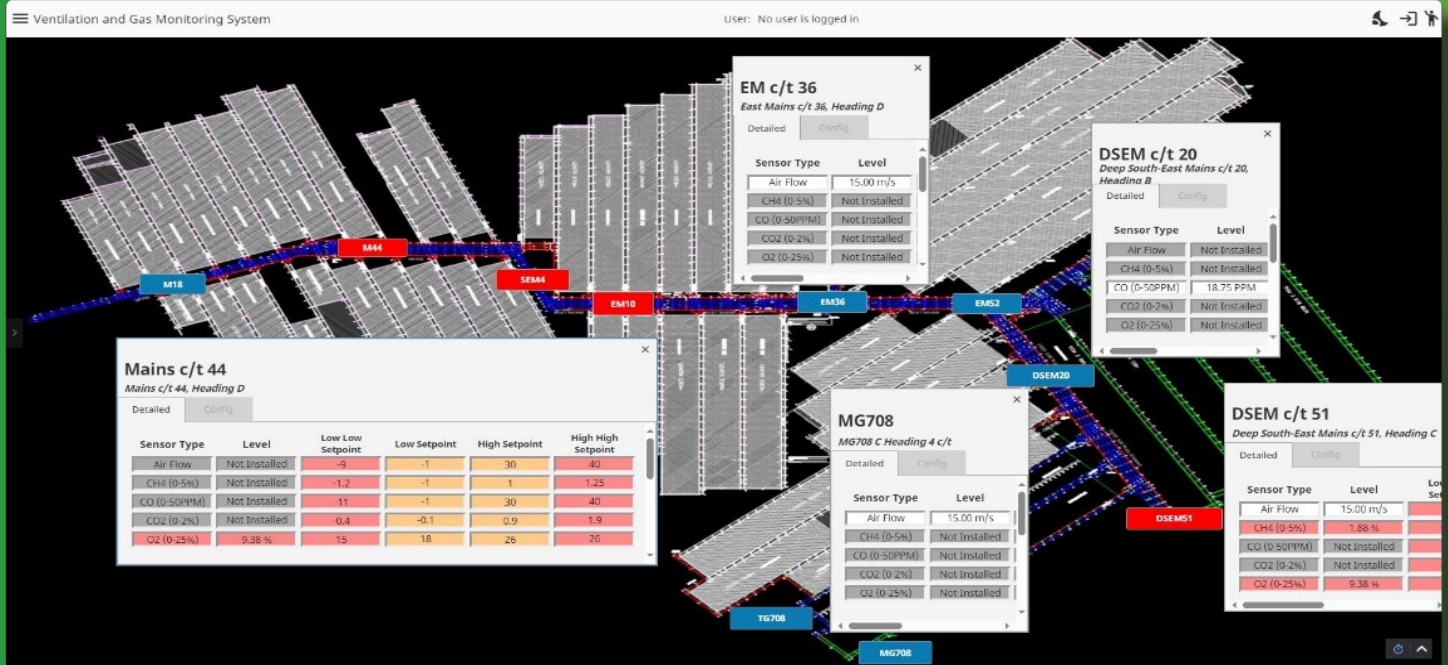 Ventilation and Gas Monitoring System
User: No user is logged in
EM c/t 36
East Mains c/t 36, Heading D
Detailed Config
Sensor Type Level
Air Flow 15.00 m/s
CH4 (0-5%) Not Installed
CO (0-50PPM) Not Installed
CO2 (0-2%) Not Installed
O2 (0-25%) Not Installed
DSEM c/t 20
Deep South-East Mains c/t 20,
Heading B
Detailed Config
Sensor Type Level
Air Flow Not Installed
CH4 (0-5%) Not Installed
CO (0-50PPM) 18.75 PPM
CO2 (0-2%) Not Installed
O2 (0-25%) Not Installed
M44
M18
SEM4
EM10
EM36
EM52
DSEM20
Mains c/t 44
Mains c/t 44, Heading D
Detailed Config
Sensor Type Level Low Low Setpoint Low Setpoint High Setpoint High High Setpoint
Air Flow Not Installed -9 -1 30 40
CH4 (0-5%) Not Installed -1.2 -1 1 1.25
CO (0-50PPM) Not Installed -11 -1 30 40
CO2 (0-2%) Not Installed -0.4 -0.1 0.9 1.9
O2 (0-25%) 9.38 % 15 18 26 26
MG708
MG708 C Heading 4 c/t
Detailed Config
Sensor Type Level
Air Flow 15.00 m/s
CH4 (0-5%) Not Installed
CO (0-50PPM) Not Installed
CO2 (0-2%) Not Installed
O2 (0-25%) Not Installed
DSEM c/t 51
Deep South-East Mains c/t 51, Heading C
Detailed Config
Sensor Type Level
Air Flow 15.00 m/s
CH4 (0-5%) 1.88 %
CO (0-50PPM) Not Installed
CO2 (0-2%) Not Installed
O2 (0-25%) 9.38 %
DSEM51
TG708
MG708